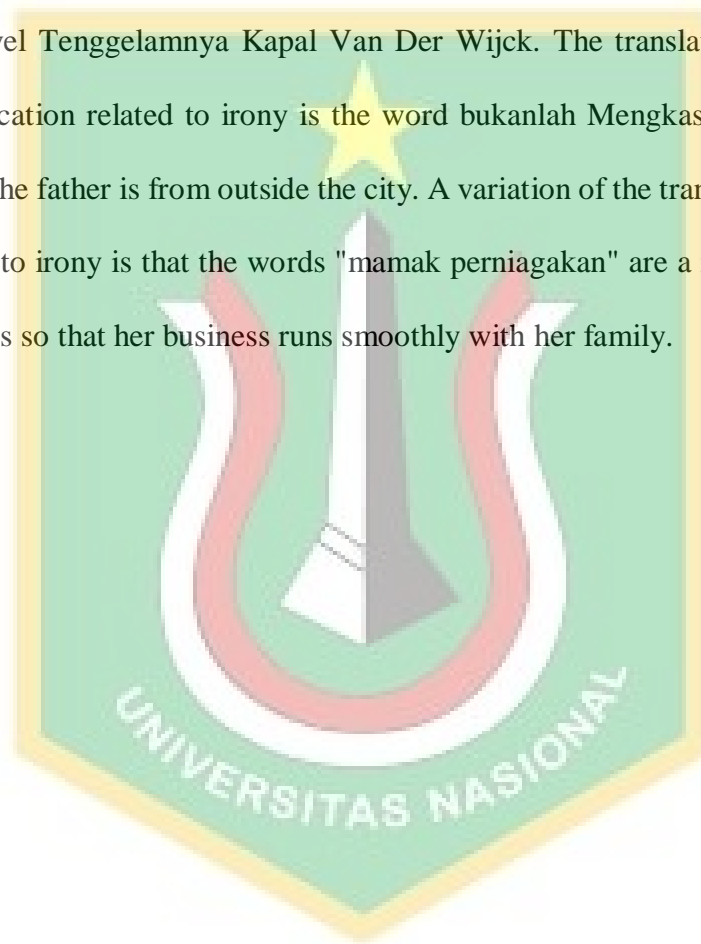 vel Tenggelamnya Kapal Van Der Wijck. The transla
cation related to irony is the word bukanlah Mengkas
he father is from outside the city. A variation of the tran
to irony is that the words "mamak perniagakan" are a
s so that her business runs smoothly with her family.
UNIVERSITAS NASIONAL